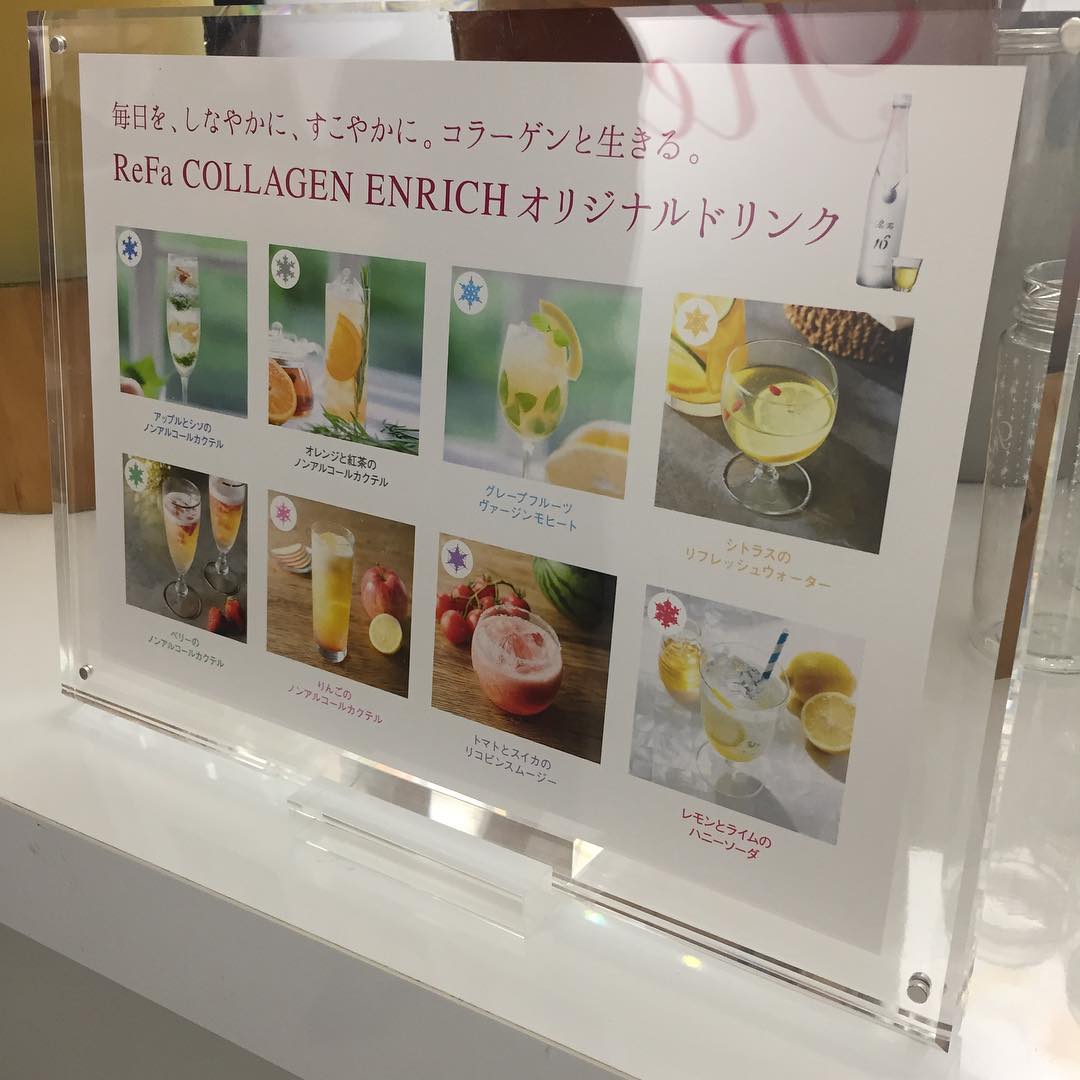 毎日を、しなやかに、すこやかに。コラーゲンと生きる。
ReFa COLLAGEN ENRICH オリジナルドリンク
16
アップルとシソの
ノンアルコールカクテル
オレンジと紅茶の
ノンアルコールカクテル
グレープフルーツ
ヴァージンモヒート
シトラスの
リフレッシュウォーター
ベリーの
ノンアルコールカクテル
りんごの
ノンアルコールカクテル
トマトとスイカの
リコピンスムージー
レモンとライムの
ハニーソーダ